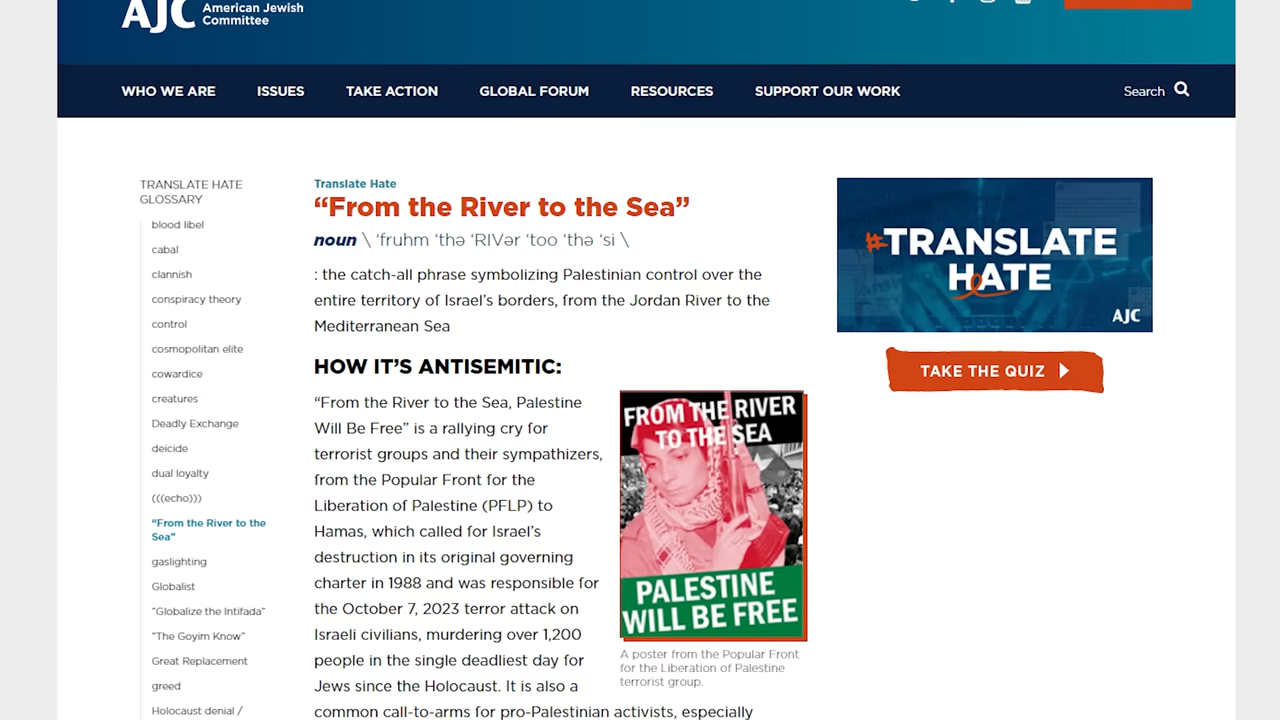 AJC American Jewish
Committee
WHO WE ARE
ISSUES
TAKE ACTION
GLOBAL FORUM
RESOURCES
SUPPORT OUR WORK
Search
TRANSLATE HATE
GLOSSARY
blood libel
cabal
clannish
conspiracy theory
control
cosmopolitan elite
cowardice
creatures
Deadly Exchange
deicide
dual loyalty
(((echo)))
“From the River to the
Sea”
gaslighting
Globalist
“Globalize the Intifada”
“The Goyim Know”
Great Replacement
greed
Holocaust denial /
Translate Hate
“From the River to the Sea”
noun \ ‘fruhm ‘thə ‘RIVər ‘too ‘thə ‘si \
: the catch-all phrase symbolizing Palestinian control over the
entire territory of Israel’s borders, from the Jordan River to the
Mediterranean Sea
HOW IT’S ANTISEMITIC:
“From the River to the Sea, Palestine
Will Be Free” is a rallying cry for
terrorist groups and their sympathizers,
from the Popular Front for the
Liberation of Palestine (PFLP) to
Hamas, which called for Israel’s
destruction in its original governing
charter in 1988 and was responsible for
the October 7, 2023 terror attack on
Israeli civilians, murdering over 1,200
people in the single deadliest day for
Jews since the Holocaust. It is also a
common call-to-arms for pro-Palestinian activists, especially
FROM THE RIVER
TO THE SEA
PALESTINE
WILL BE FREE
A poster from the Popular Front
for the Liberation of Palestine
terrorist group.
#TRANSLATE
HATE
AJC
TAKE THE QUIZ